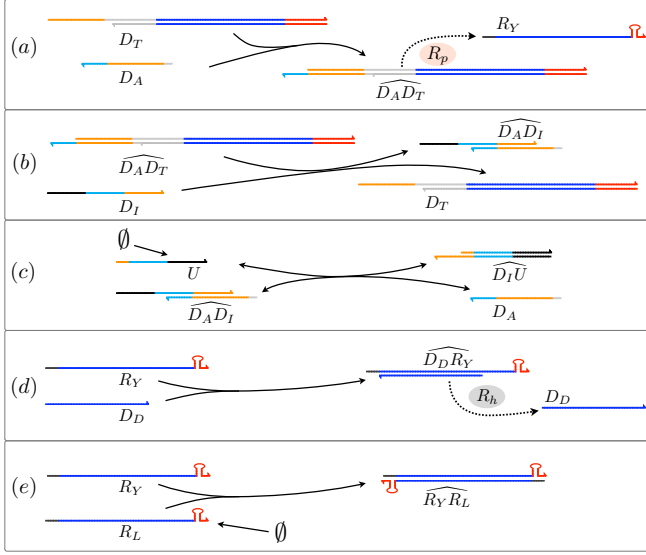 (a)
D_T
D_A
R_p
R_Y
\widehat{D_A D_T}
(b)
\widehat{D_A D_T}
D_I
\widehat{D_A D_I}
D_T
(c)
∅
U
\widehat{D_A D_I}
\widehat{D_I U}
D_A
(d)
R_Y
D_D
\widehat{D_D R_Y}
R_h
D_D
(e)
R_Y
R_L
∅
\widehat{R_Y R_L}